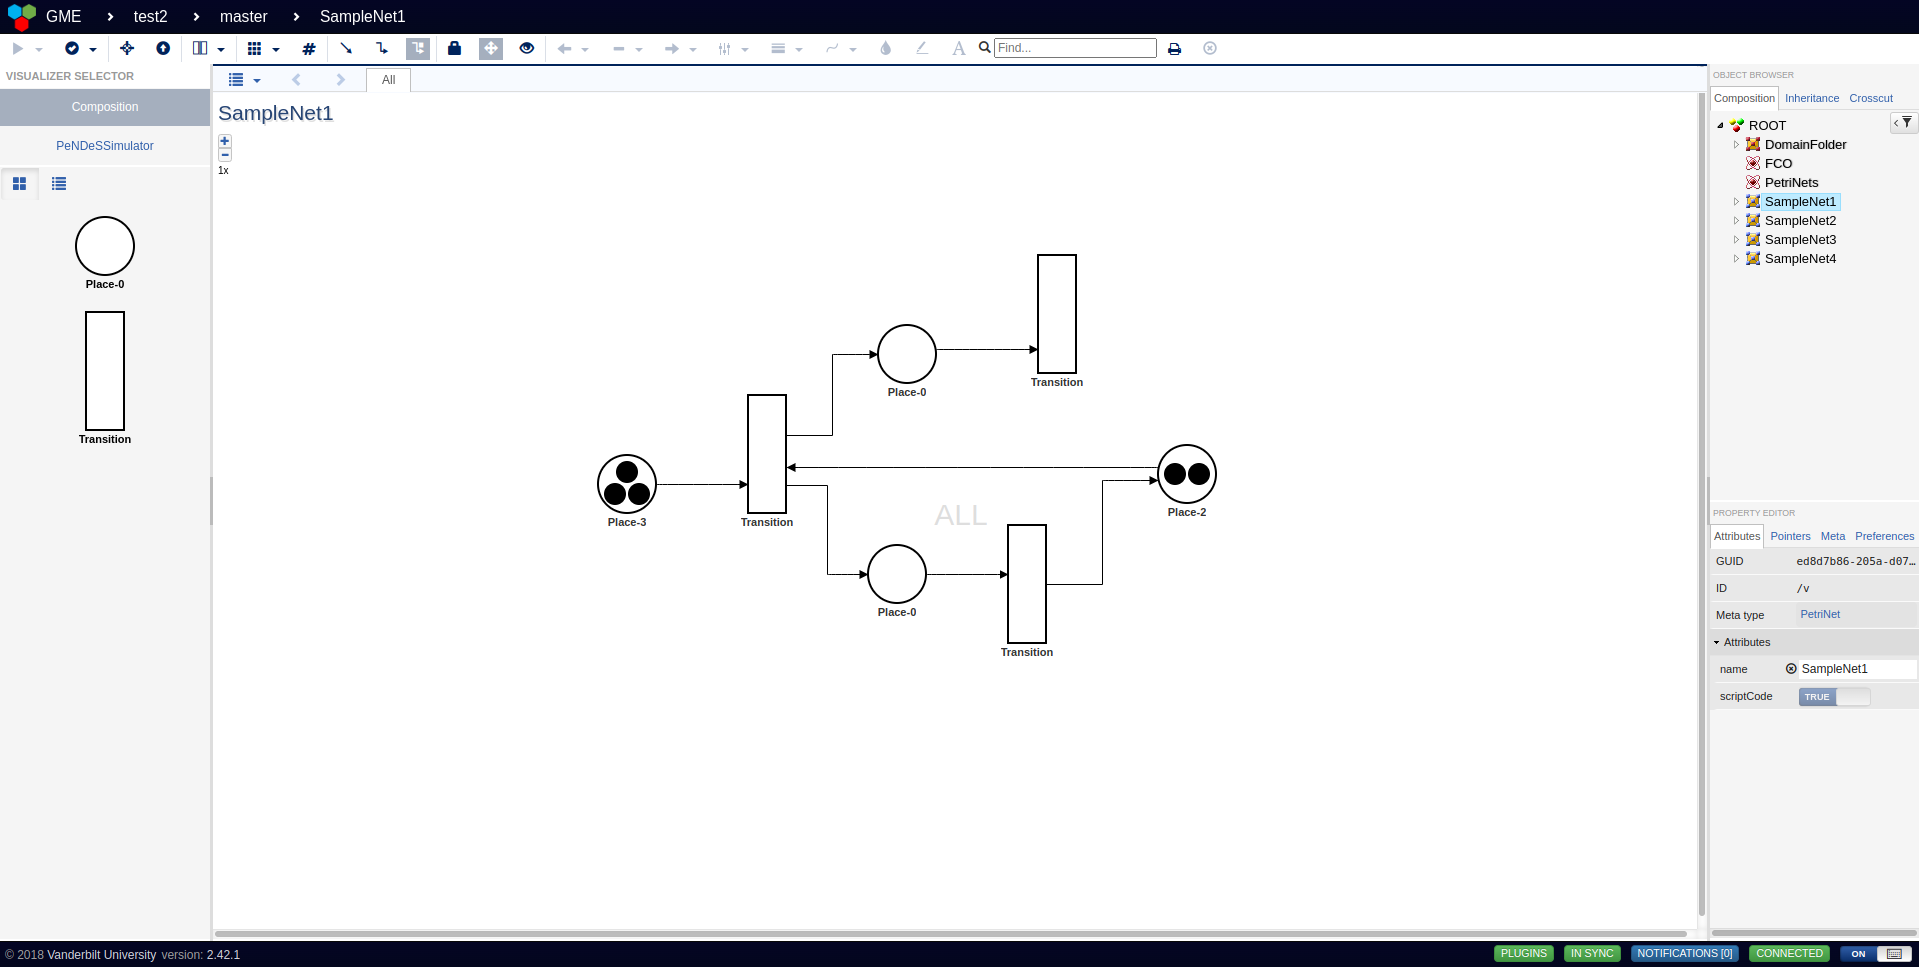 GME test2 master SampleNet1
Find...
VISUALIZER SELECTOR
Composition
PeNDeSSimulator
Place-0
Transition
All
SampleNet1
1x
Transition
Place-0
Place-3
Transition
ALL
Place-2
Place-0
Transition
OBJECT BROWSER
Composition Inheritance Crosscut
ROOT
DomainFolder
FCO
PetriNets
SampleNet1
SampleNet2
SampleNet3
SampleNet4
PROPERTY EDITOR
Attributes Pointers Meta Preferences
GUID ed8d7b86-205a-d07...
ID /v
Meta type PetriNet
Attributes
name SampleNet1
scriptCode TRUE
© 2018 Vanderbilt University version: 2.42.1
PLUGINS IN SYNC NOTIFICATIONS [0] CONNECTED ON